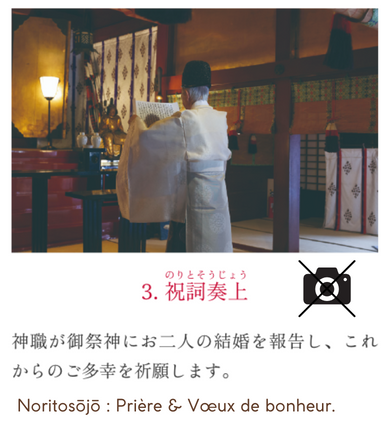 のりとそうじょう
3. 祝詞奏上
神職が御祭神にお二人の結婚を報告し、これ
からのご多幸を祈願します。
Noritosōjō : Prière & Vœux de bonheur.